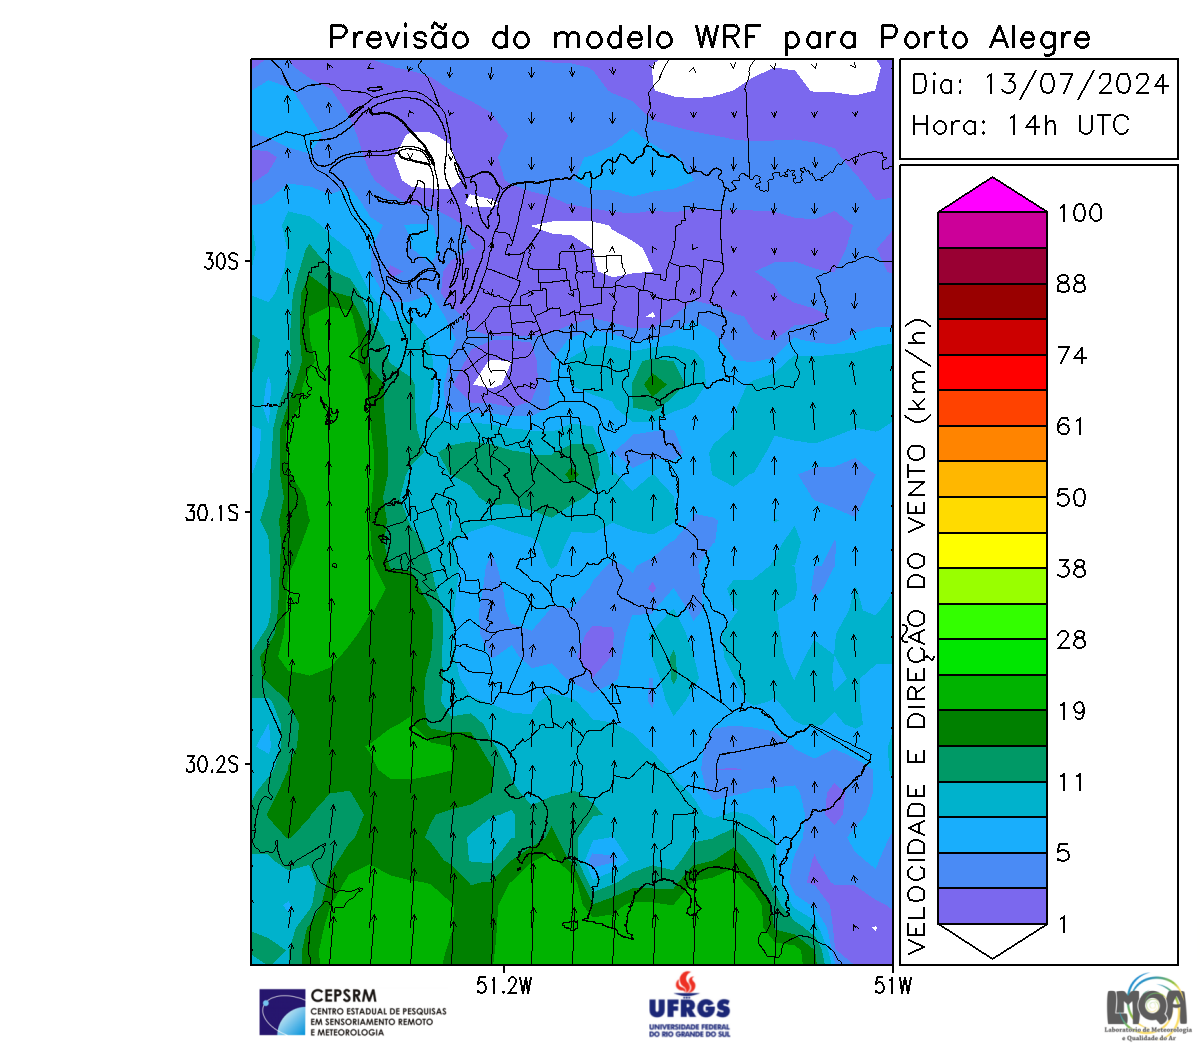 Previsão do modelo WRF para Porto Alegre
Dia: 13/07/2024
Hora: 14h UTC
30S
30.1S
30.2S
51.2W
51W
VELOCIDADE E DIREÇÃO DO VENTO (km/h)
100
88
74
61
50
38
28
19
11
5
1
CEPSRM
CENTRO ESTADUAL DE PESQUISAS
EM SENSORIAMENTO REMOTO
E METEOROLOGIA
UFRGS
UNIVERSIDADE FEDERAL
DO RIO GRANDE DO SUL
LMQA
Laboratório de Meteorologia
e Qualidade do Ar